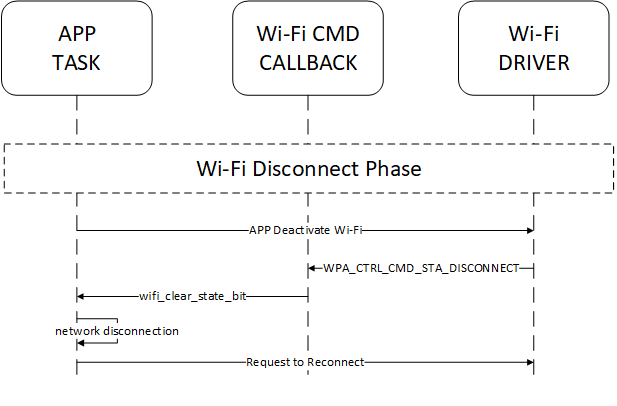 APP
TASK
Wi-Fi CMD
CALLBACK
Wi-Fi
DRIVER
Wi-Fi Disconnect Phase
APP Deactivate Wi-Fi
WPA_CTRL_CMD_STA_DISCONNECT
wifi_clear_state_bit
network disconnection
Request to Reconnect